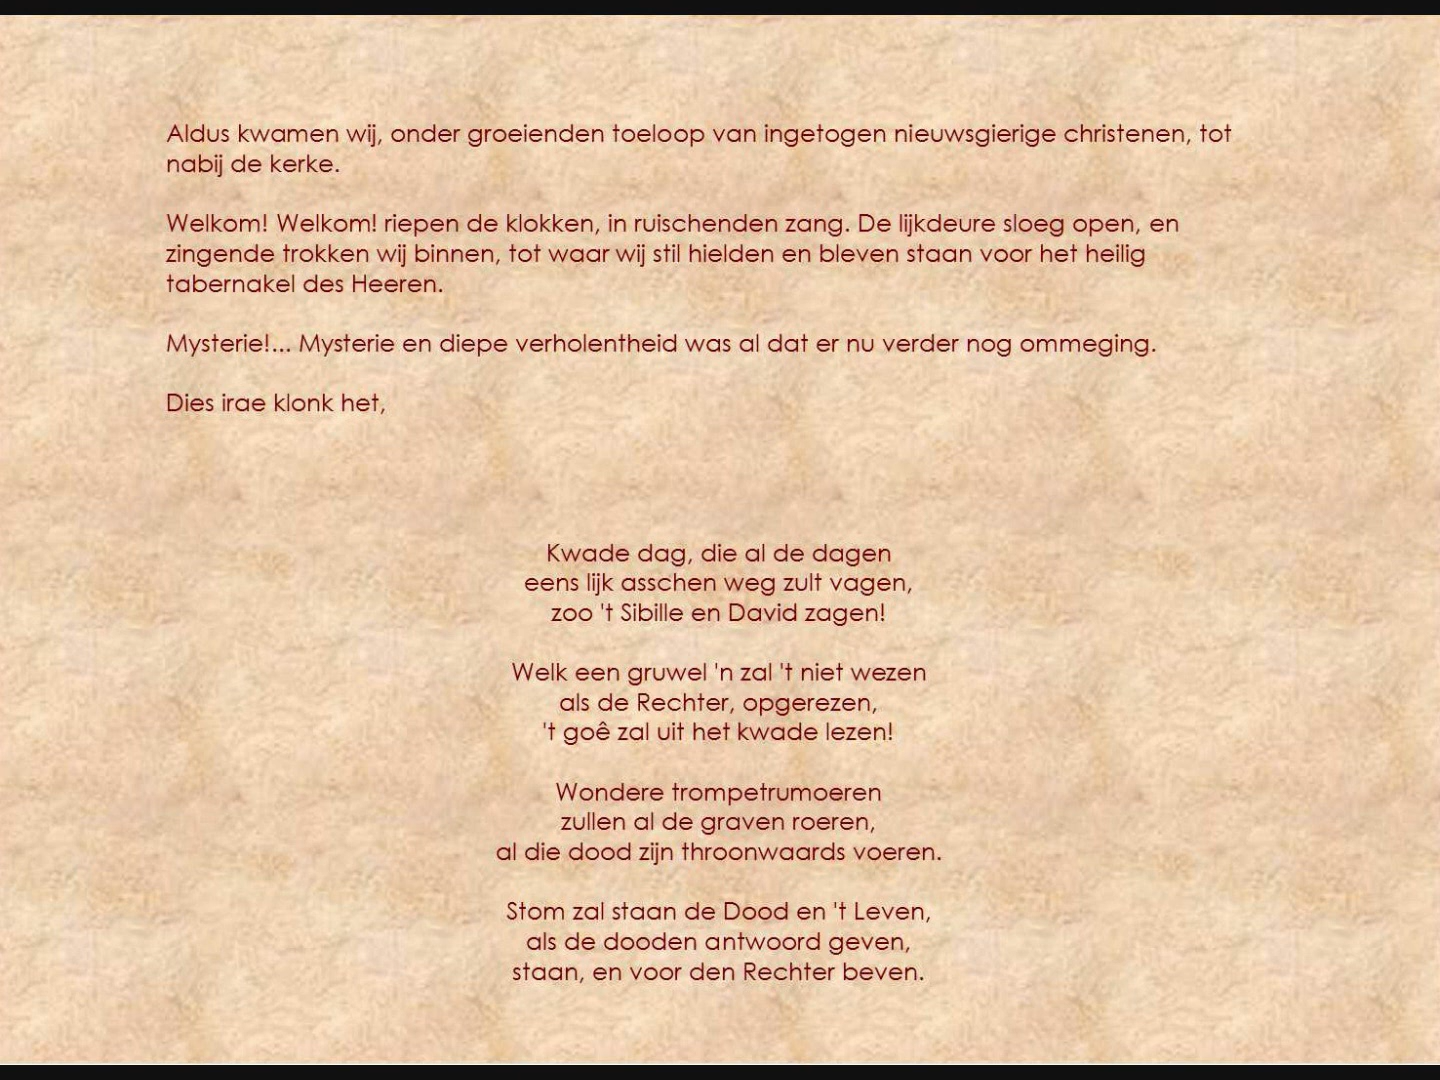 Aldus kwamen wij, onder groeienden toeloop van ingetogen nieuwsgierige christenen, tot
nabij de kerke.
Welkom! Welkom! riepen de klokken, in ruischenden zang. De lijkdeure sloeg open, en
zingende trokken wij binnen, tot waar wij stil hielden en bleven staan voor het heilig
tabernakel des Heeren.
Mysterie!... Mysterie en diepe verholentheid was al dat er nu verder nog ommeging.
Dies irae klonk het,
Kwade dag, die al de dagen
eens lijk asschen weg zult vagen,
zoo 't Sibille en David zagen!
Welk een gruwel 'n zal 't niet wezen
als de Rechter, opgerezen,
't goê zal uit het kwade lezen!
Wondere trompetrumoeren
zullen al de graven roeren,
al die dood zijn throonwaards voeren.
Stom zal staan de Dood en 't Leven,
als de dooden antwoord geven,
staan, en voor den Rechter beven.